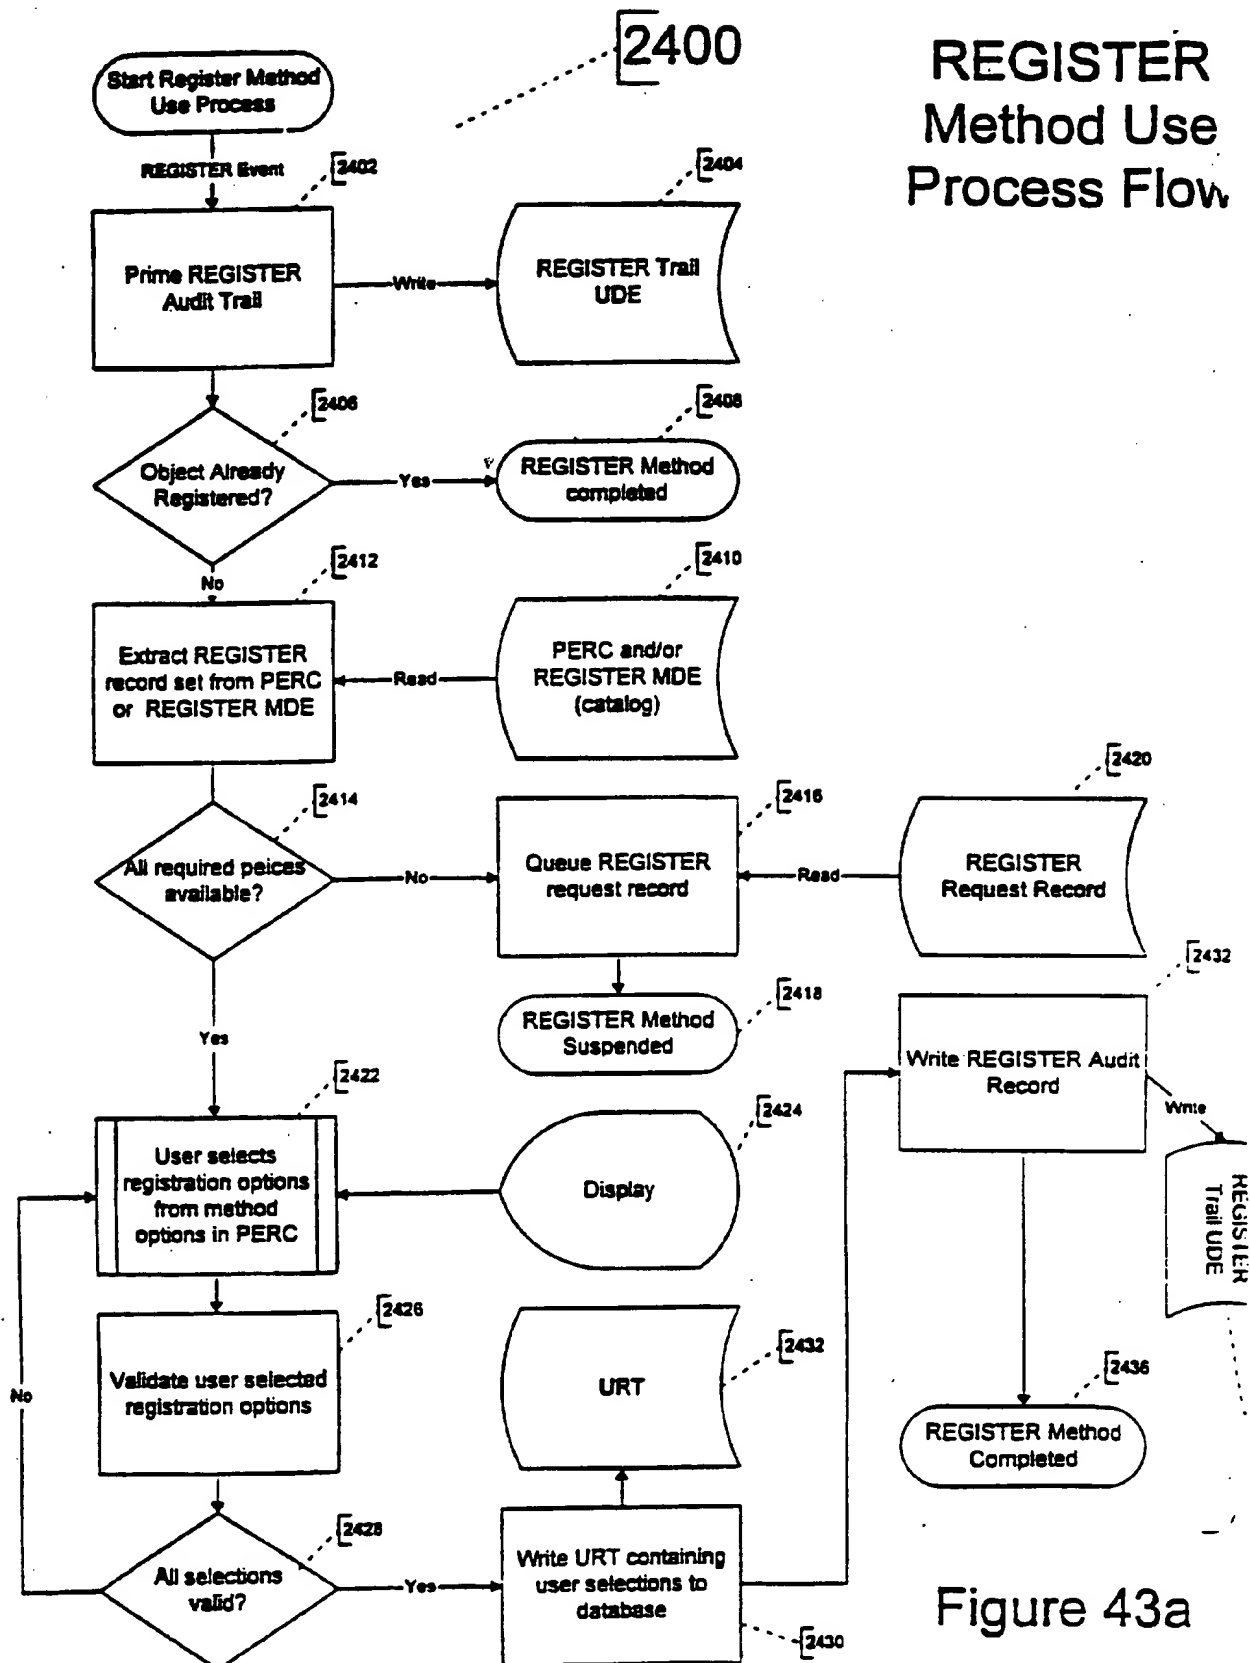 2400
REGISTER
Method Use
Process Flow
Start Register Method
Use Process
REGISTER Event
2402
Prime REGISTER
Audit Trail
Write
2404
REGISTER Trail
UDE
2406
Object Already
Registered?
Yes
2408
REGISTER Method
completed
No
2412
Extract REGISTER
record set from PERC
or REGISTER MDE
Read
2410
PERC and/or
REGISTER MDE
(catalog)
2414
All required peices
available?
No
2416
Queue REGISTER
request record
Read
2420
REGISTER
Request Record
2418
REGISTER Method
Suspended
Yes
2422
User selects
registration options
from method
options in PERC
2424
Display
2426
Validate user selected
registration options
No
2428
All selections
valid?
Yes
2432
URT
Write URT containing
user selections to
database
2430
2432
Write REGISTER Audit
Record
Write
REGISTER
Trail UDE
2436
REGISTER Method
Completed
Figure 43a